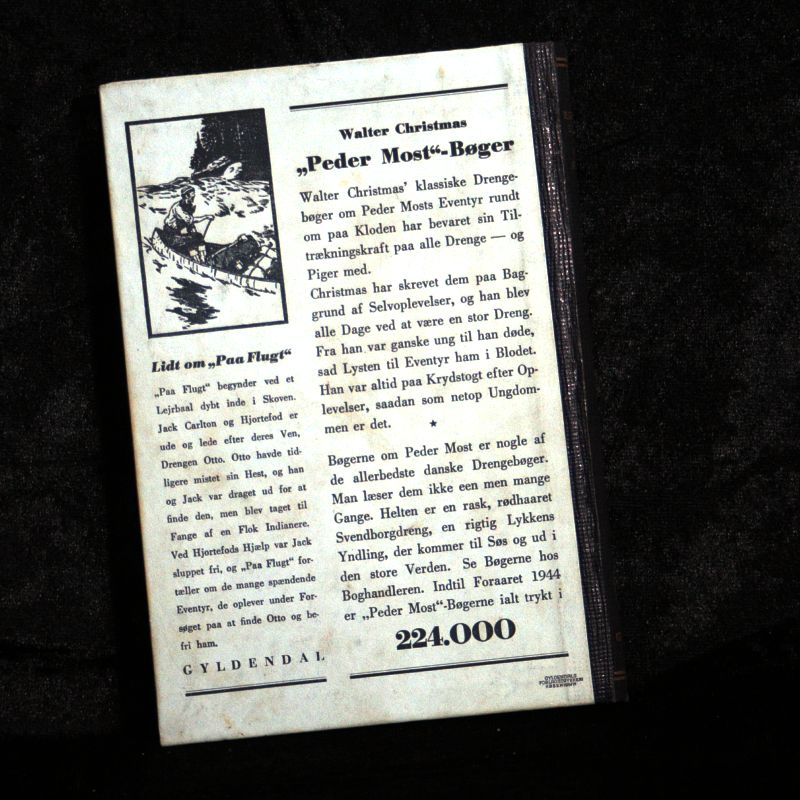 Lidt om „Paa Flugt“
„Paa Flugt“ begynder ved et
Lejrbaal dybt inde i Skoven.
Jack Carlton og Hjortefod er
ude og lede efter deres Ven,
Drengen Otto. Otto havde tid-
ligere mistet sin Hest, og han
og Jack var draget ud for at
finde den, men blev taget til
Fange af en Flok Indianere.
Ved Hjortefods Hjælp var Jack
sluppet fri, og „Paa Flugt“ for-
tæller om de mange spændende
Eventyr, de oplever under For-
søget paa at finde Otto og be-
fri ham.
GYLDENDAL
Walter Christmas
„Peder Most“-Bøger
Walter Christmas’ klassiske Drenge-
bøger om Peder Mosts Eventyr rundt
om paa Kloden har bevaret sin Til-
trækningskraft paa alle Drenge — og
Piger med.
Christmas har skrevet dem paa Bag-
grund af Selvoplevelser, og han blev
alle Dage ved at være en stor Dreng.
Fra han var ganske ung til han døde,
sad Lysten til Eventyr ham i Blodet.
Han var altid paa Krydstogt efter Op-
levelser, saadan som netop Ungdom-
men er det.
Bøgerne om Peder Most er nogle af
de allerbedste danske Drengebøger.
Man læser dem ikke een men mange
Gange. Helten er en rask, rødhaaret
Svendborgdreng, en rigtig Lykkens
Yndling, der kommer til Søs og ud i
den store Verden. Se Bøgerne hos
Boghandleren. Indtil Foraaret 1944
er „Peder Most“-Bøgerne ialt trykt i
224.000
GYLDENDALS
FORLAGSTRYKKERI
KØBENHAVN